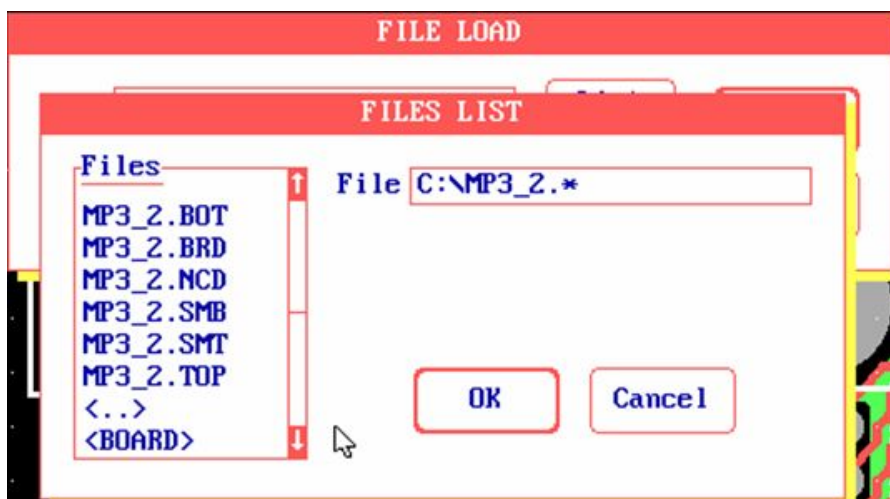 FILE LOAD
FILES LIST
Files
File C:\MP3_2.*
MP3_2.BOT
MP3_2.BRD
MP3_2.NCD
MP3_2.SMB
MP3_2.SMT
MP3_2.TOP
<..>
<BOARD>
OK
Cancel